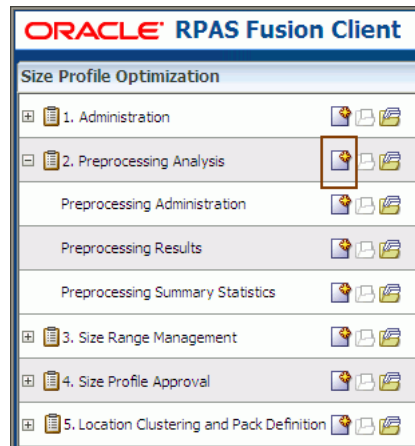 ORACLE® RPAS Fusion Client
Size Profile Optimization
1. Administration
2. Preprocessing Analysis
Preprocessing Administration
Preprocessing Results
Preprocessing Summary Statistics
3. Size Range Management
4. Size Profile Approval
5. Location Clustering and Pack Definition